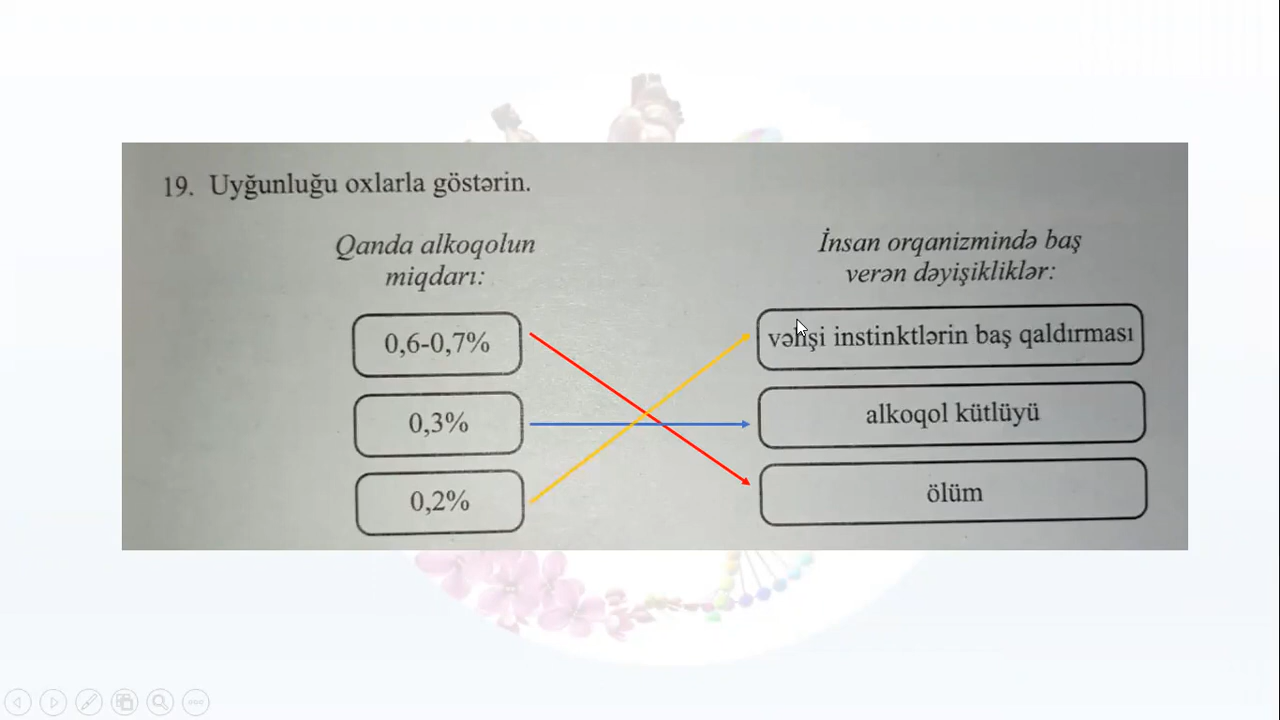 19. Uyğunluğu oxlarla göstərin.
Qanda alkoqolun
miqdarı:
İnsan orqanizmində baş
verən dəyişikliklər:
0,6-0,7%
vəhşi instinktlərin baş qaldırması
0,3%
alkoqol kütlüyü
0,2%
ölüm